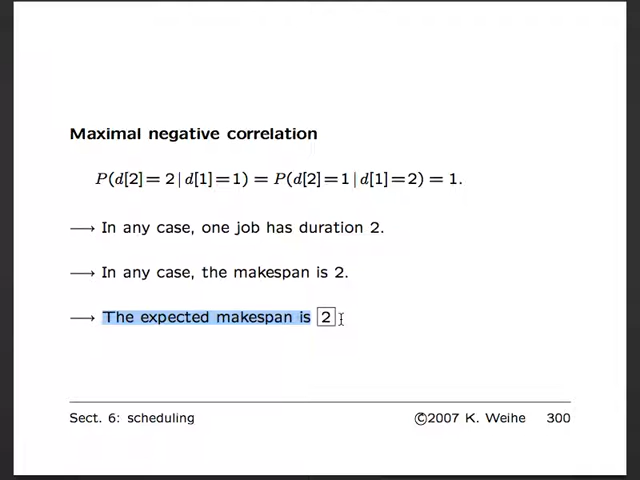 Maximal negative correlation
P(d[2]= 2 | d[1]=1) = P(d[2]=1 | d[1]=2) = 1.
⟶ In any case, one job has duration 2.
⟶ In any case, the makespan is 2.
⟶ The expected makespan is 2
Sect. 6: scheduling ©2007 K. Weihe 300